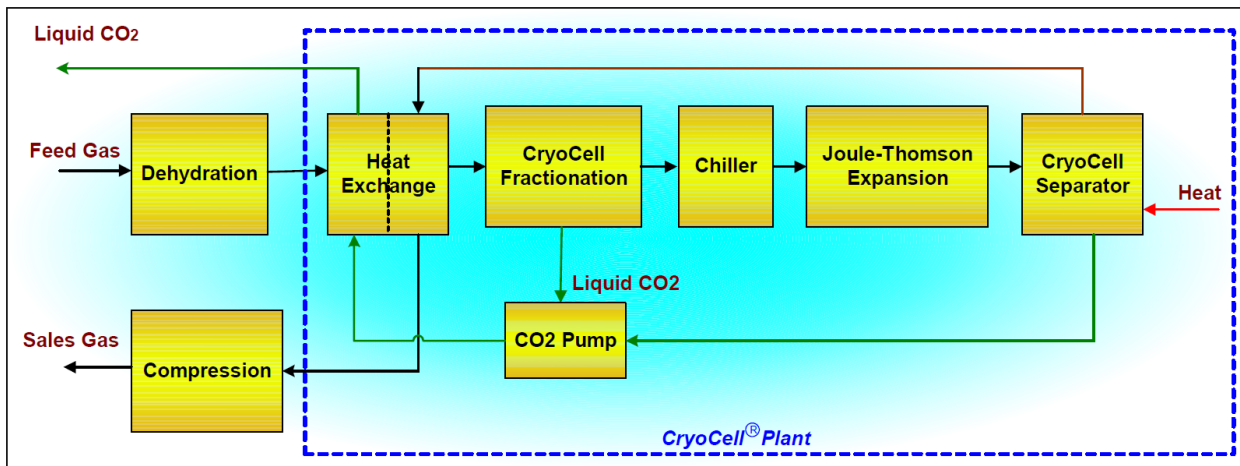 Liquid CO2
Feed Gas
Dehydration
Heat
Exchange
CryoCell
Fractionation
Chiller
Joule-Thomson
Expansion
CryoCell
Separator
Heat
Liquid CO2
CO2 Pump
Sales Gas
Compression
CryoCell® Plant